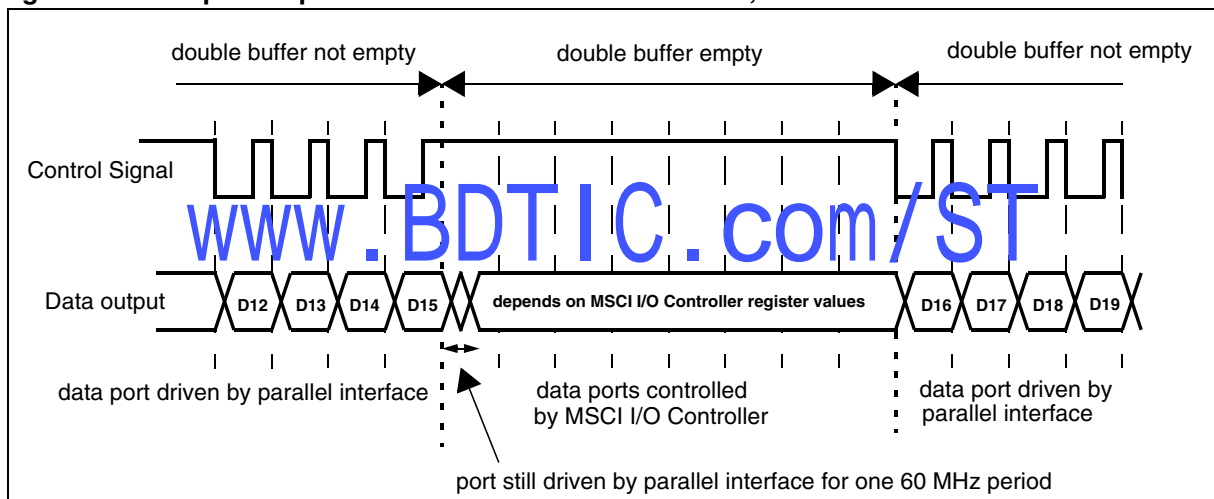 double buffer not empty
double buffer empty
double buffer not empty
Control Signal
www.BDTIC.com/ST
Data output
D12
D13
D14
D15
depends on MSCI I/O Controller register values
D16
D17
D18
D19
data port driven by parallel interface
data ports controlled
by MSCI I/O Controller
data port driven by
parallel interface
port still driven by parallel interface for one 60 MHz period